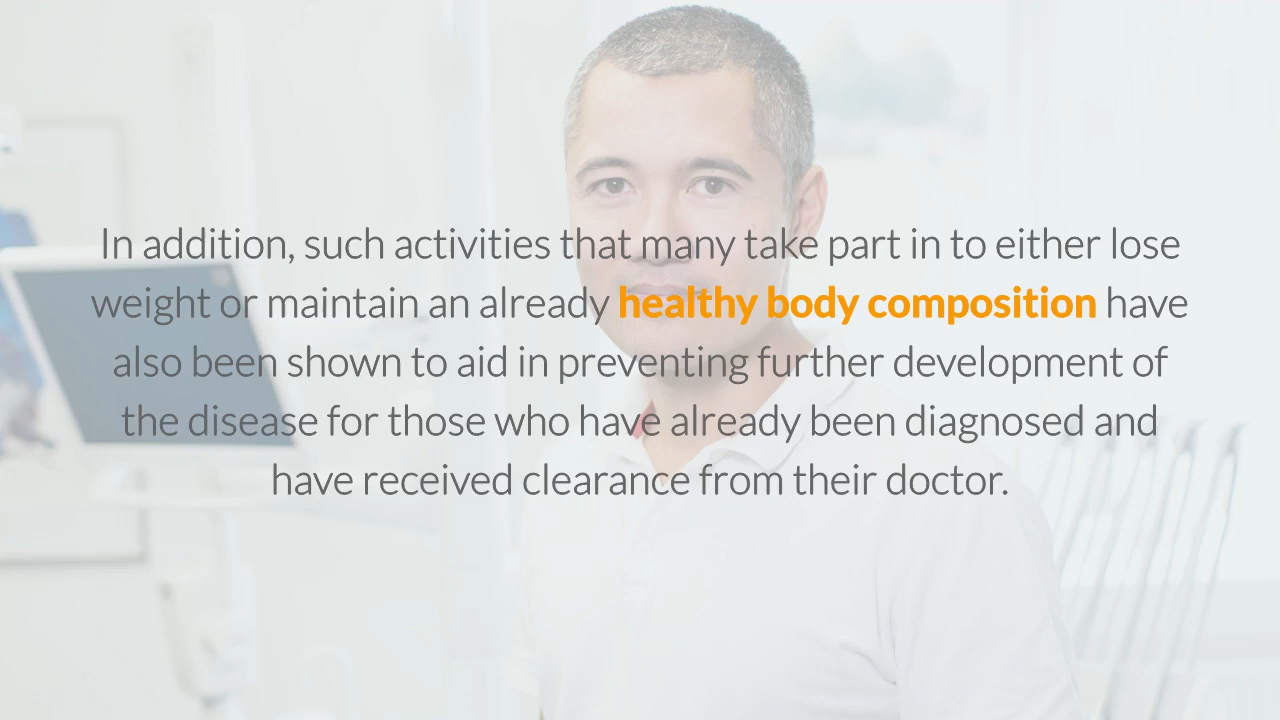 In addition, such activities that many take part in to either lose
weight or maintain an already healthy body composition have
also been shown to aid in preventing further development of
the disease for those who have already been diagnosed and
have received clearance from their doctor.